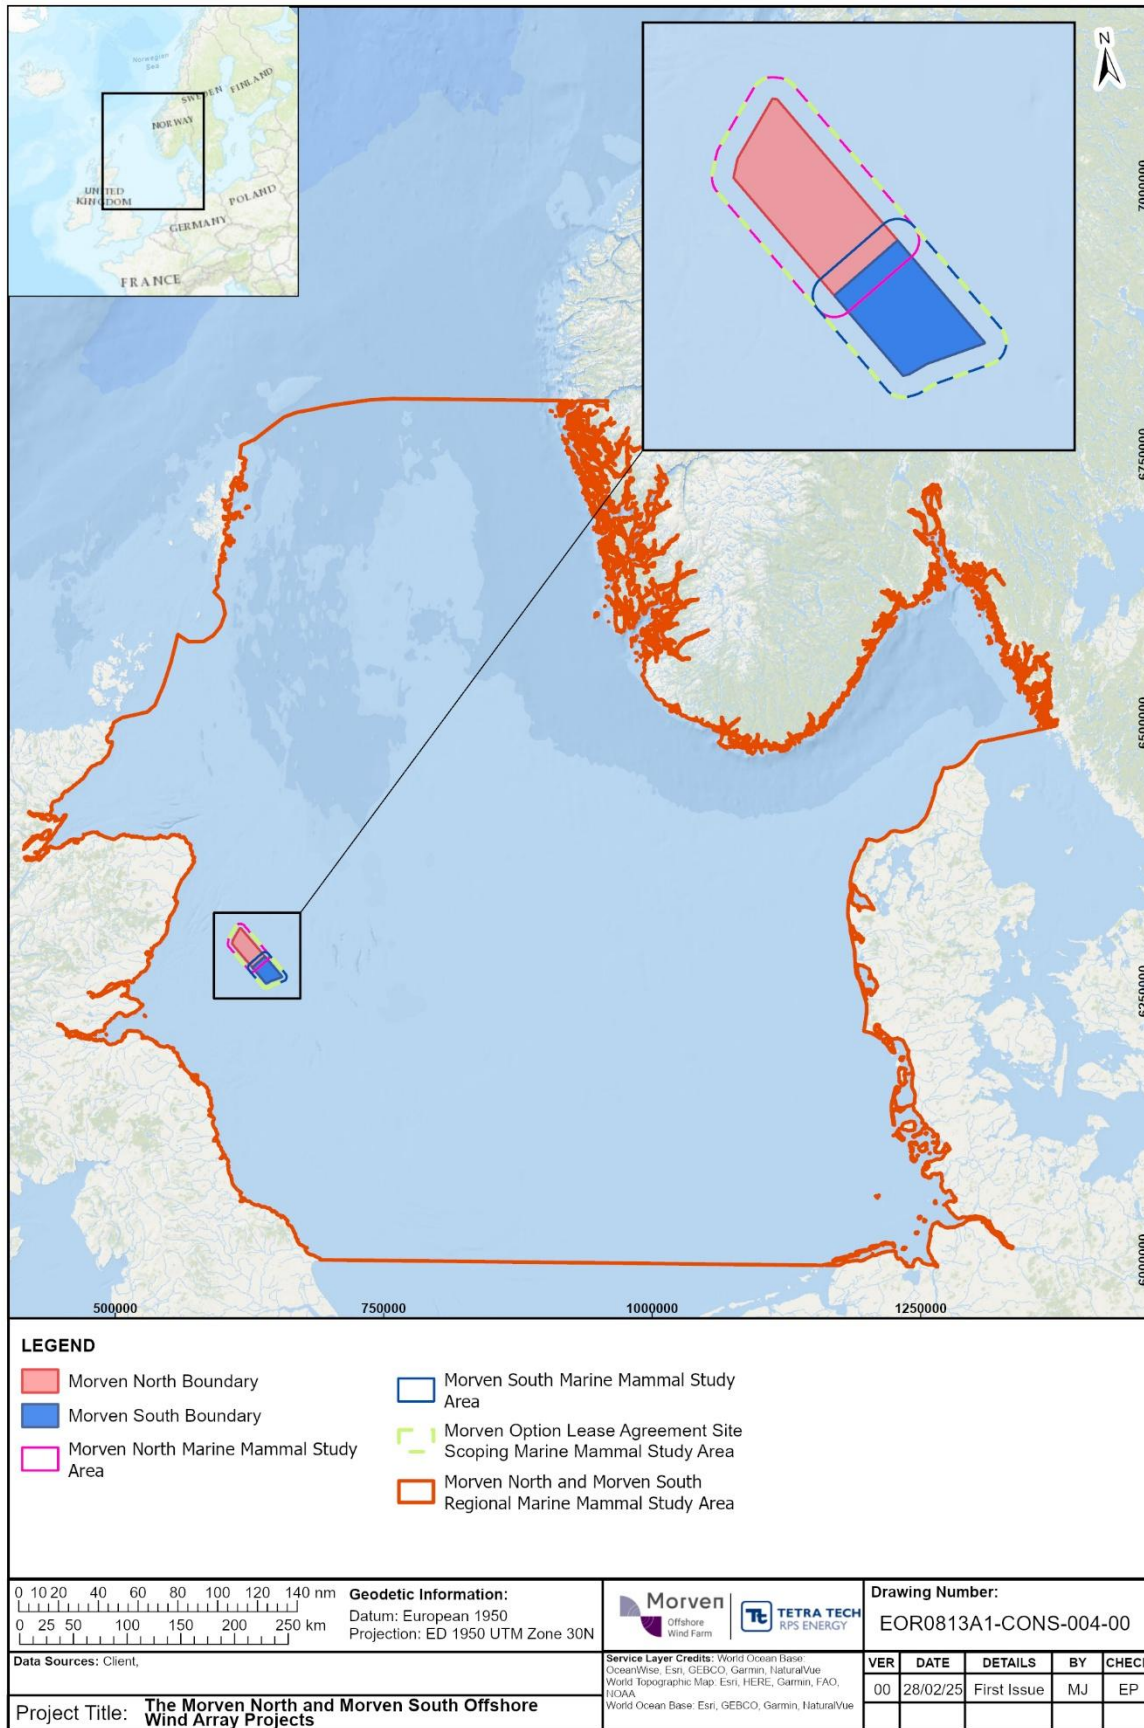 Norwegian
Sea
SWEDEN
FINLAND
NORWAY
UNITED
KINGDOM
POLAND
GERMANY
FRANCE
N
7000000
6750000
6500000
6250000
6000000
500000 750000 1000000 1250000
LEGEND
Morven North Boundary
Morven South Boundary
Morven North Marine Mammal Study
Area
Morven South Marine Mammal Study
Area
Morven Option Lease Agreement Site
Scoping Marine Mammal Study Area
Morven North and Morven South
Regional Marine Mammal Study Area
0 10 20 40 60 80 100 120 140 nm
0 25 50 100 150 200 250 km
Geodetic Information:
Datum: European 1950
Projection: ED 1950 UTM Zone 30N
Morven
Offshore
Wind Farm
Tt TETRA TECH
RPS ENERGY
Drawing Number:
EOR0813A1-CONS-004-00
Data Sources: Client,
Service Layer Credits: World Ocean Base:
OceanWise, Esri, GEBCO, Garmin, NaturalVue
World Topographic Map: Esri, HERE, Garmin, FAO,
NOAA
World Ocean Base: Esri, GEBCO, Garmin, NaturalVue
VER DATE DETAILS BY CHECK
00 28/02/25 First Issue MJ EP
Project Title: The Morven North and Morven South Offshore
Wind Array Projects